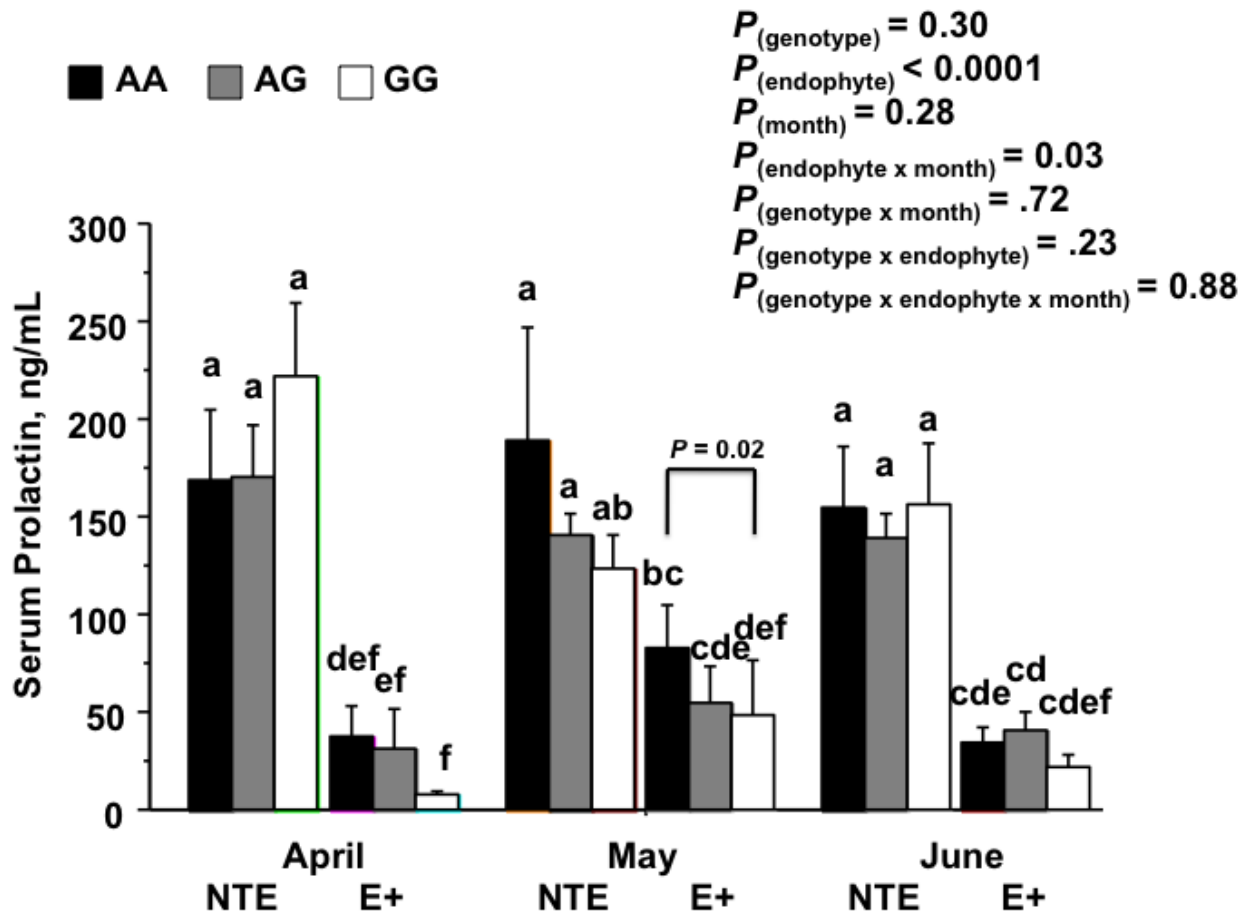 AA AG GG
P(genotype) = 0.30
P(endophyte) < 0.0001
P(month) = 0.28
P(endophyte x month) = 0.03
P(genotype x month) = .72
P(genotype x endophyte) = .23
P(genotype x endophyte x month) = 0.88
Serum Prolactin, ng/mL
300
250
200
150
100
50
0
a
a
a
def
ef
f
a
a
ab
P = 0.02
bc
cde
def
a
a
a
cde
cd
cdef
April May June
NTE E+ NTE E+ NTE E+